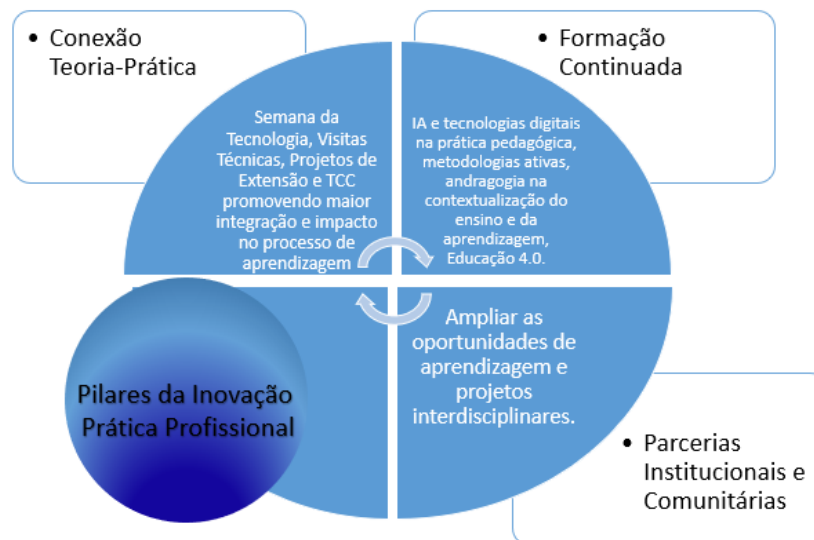 • Conexão
Teoria-Prática
• Formação
Continuada
Semana da
Tecnologia, Visitas
Técnicas, Projetos de
Extensão e TCC
promovendo maior
integração e impacto
no processo de
aprendizagem
IA e tecnologias digitais
na prática pedagógica,
metodologias ativas,
andragogia na
contextualização do
ensino e da
aprendizagem,
Educação 4.0.
Pilares da Inovação
Prática Profissional
Ampliar as
oportunidades de
aprendizagem e
projetos
interdisciplinares.
• Parcerias
Institucionais e
Comunitárias